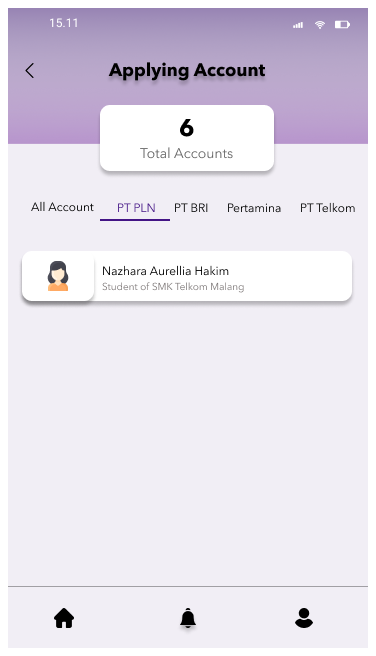 15.11
Applying Account
6
Total Accounts
All Account PT PLN PT BRI Pertamina PT Telkom
Nazhara Aurellia Hakim
Student of SMK Telkom Malang